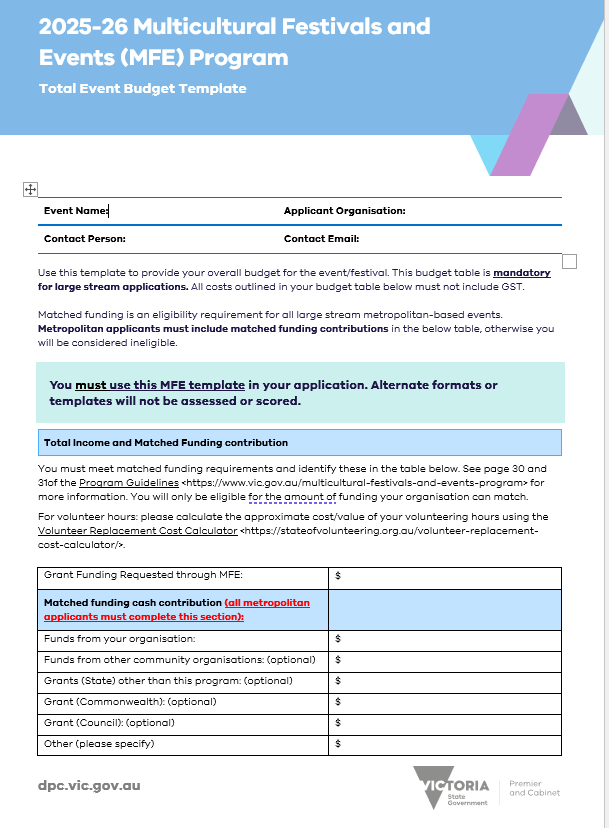 2025-26 Multicultural Festivals and
Events (MFE) Program
Total Event Budget Template
Event Name: Applicant Organisation:
Contact Person: Contact Email:
Use this template to provide your overall budget for the event/festival. This budget table is mandatory
for large stream applications. All costs outlined in your budget table below must not include GST.
Matched funding is an eligibility requirement for all large stream metropolitan-based events.
Metropolitan applicants must include matched funding contributions in the below table, otherwise you
will be considered ineligible.
You must use this MFE template in your application. Alternate formats or
templates will not be assessed or scored.
Total Income and Matched Funding contribution
You must meet matched funding requirements and identify these in the table below. See page 30 and
31of the Program Guidelines <https://www.vic.gov.au/multicultural-festivals-and-events-program> for
more information. You will only be eligible for the amount of funding your organisation can match.
For volunteer hours: please calculate the approximate cost/value of your volunteering hours using the
Volunteer Replacement Cost Calculator <https://stateofvolunteering.org.au/volunteer-replacement-
cost-calculator/>.
Grant Funding Requested through MFE: $
Matched funding cash contribution (all metropolitan
applicants must complete this section):
Funds from your organisation: $
Funds from other community organisations: (optional) $
Grants (State) other than this program: (optional) $
Grant (Commonwealth): (optional) $
Grant (Council): (optional) $
Other (please specify) $
dpc.vic.gov.au
VICTORIA
State
Government
Premier
and Cabinet